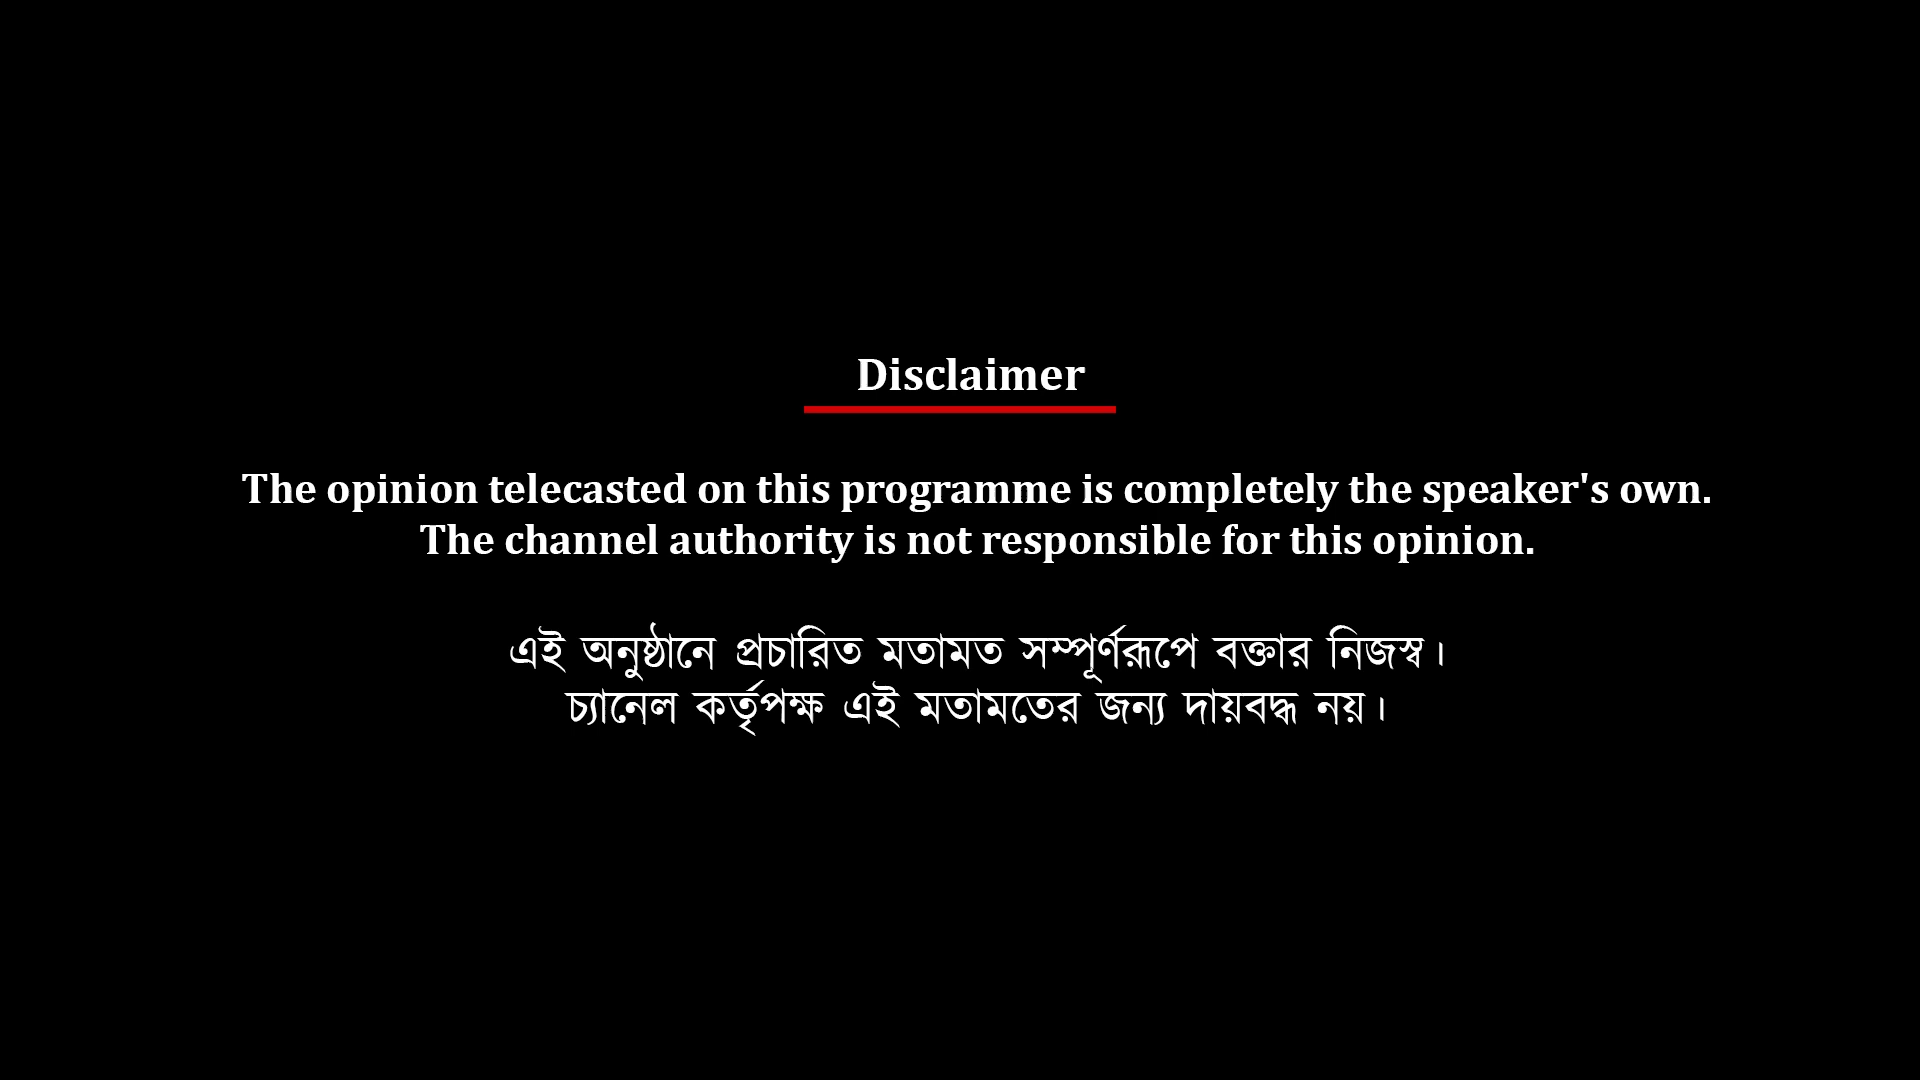 Disclaimer
The opinion telecasted on this programme is completely the speaker's own.
The channel authority is not responsible for this opinion.
এই অনুষ্ঠানে প্রচারিত মতামত সম্পূর্ণরূপে বক্তার নিজস্ব।
চ্যানেল কর্তৃপক্ষ এই মতামতের জন্য দায়বদ্ধ নয়।